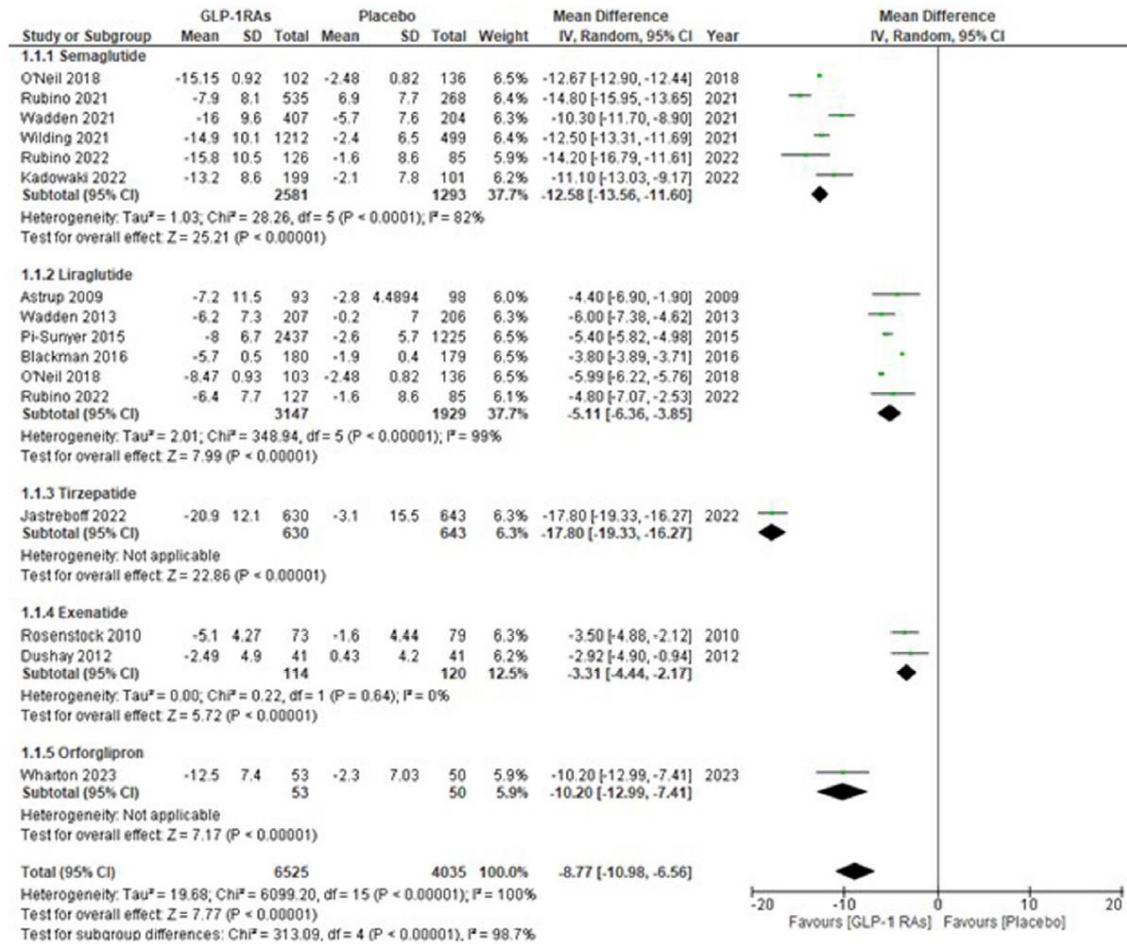 GLP-1RAs Placebo Mean Difference Mean Difference
Study or Subgroup Mean SD Total Mean SD Total Weight IV, Random, 95% CI Year IV, Random, 95% CI
1.1.1 Semaglutide
O'Neil 2018 -15.15 0.92 102 -2.48 0.82 136 6.5% -12.67 [-12.90, -12.44] 2018
Rubino 2021 -7.9 8.1 535 6.9 7.7 268 6.4% -14.80 [-15.95, -13.65] 2021
Wadden 2021 -16 9.6 407 -5.7 7.6 204 6.3% -10.30 [-11.70, -8.90] 2021
Wilding 2021 -14.9 10.1 1212 -2.4 6.5 499 6.5% -12.50 [-13.31, -11.69] 2021
Rubino 2022 -15.8 10.5 126 -1.6 8.6 85 5.9% -14.20 [-16.79, -11.61] 2022
Kadowaki 2022 -13.2 8.6 199 -2.1 7.8 101 6.2% -11.10 [-13.03, -9.17] 2022
Subtotal (95% CI) 2581 1293 37.7% -12.58 [-13.56, -11.60]
Heterogeneity: Tau² = 1.03; Chi² = 28.26, df = 5 (P < 0.0001); I² = 82%
Test for overall effect: Z = 25.21 (P < 0.00001)
1.1.2 Liraglutide
Astrup 2009 -7.2 11.5 93 -2.8 4.4894 98 6.0% -4.40 [-6.90, -1.90] 2009
Wadden 2013 -6.2 7.3 207 -0.2 7 206 6.3% -6.00 [-7.38, -4.62] 2013
Pi-Sunyer 2015 -8 6.7 2437 -2.6 5.7 1225 6.5% -5.40 [-5.82, -4.98] 2015
Blackman 2016 -5.7 0.5 180 -1.9 0.4 179 6.5% -3.80 [-3.89, -3.71] 2016
O'Neil 2018 -8.47 0.93 103 -2.48 0.82 136 6.5% -5.99 [-6.22, -5.76] 2018
Rubino 2022 -6.4 7.7 127 -1.6 8.6 85 6.1% -4.80 [-7.07, -2.53] 2022
Subtotal (95% CI) 3147 1929 37.7% -5.11 [-6.36, -3.85]
Heterogeneity: Tau² = 2.01; Chi² = 348.94, df = 5 (P < 0.00001); I² = 99%
Test for overall effect: Z = 7.99 (P < 0.00001)
1.1.3 Tirzepatide
Jastreboff 2022 -20.9 12.1 630 -3.1 15.5 643 6.3% -17.80 [-19.33, -16.27] 2022
Subtotal (95% CI) 630 643 6.3% -17.80 [-19.33, -16.27]
Heterogeneity: Not applicable
Test for overall effect: Z = 22.86 (P < 0.00001)
1.1.4 Exenatide
Rosenstock 2010 -5.1 4.27 73 -1.6 4.44 79 6.3% -3.50 [-4.88, -2.12] 2010
Dushay 2012 -2.49 4.9 41 0.43 4.2 41 6.2% -2.92 [-4.90, -0.94] 2012
Subtotal (95% CI) 114 120 12.5% -3.31 [-4.44, -2.17]
Heterogeneity: Tau² = 0.00; Chi² = 0.22, df = 1 (P = 0.64); I² = 0%
Test for overall effect: Z = 5.72 (P < 0.00001)
1.1.5 Orforglipron
Wharton 2023 -12.5 7.4 53 -2.3 7.03 50 5.9% -10.20 [-12.99, -7.41] 2023
Subtotal (95% CI) 53 50 5.9% -10.20 [-12.99, -7.41]
Heterogeneity: Not applicable
Test for overall effect: Z = 7.17 (P < 0.00001)
Total (95% CI) 6525 4035 100.0% -8.77 [-10.98, -6.56]
Heterogeneity: Tau² = 19.68; Chi² = 6099.20, df = 15 (P < 0.00001); I² = 100%
Test for overall effect: Z = 7.77 (P < 0.00001)
Test for subgroup differences: Chi² = 313.09, df = 4 (P < 0.00001), I² = 98.7%
-20 -10 0 10 20
Favours [GLP-1 RAs] Favours [Placebo]